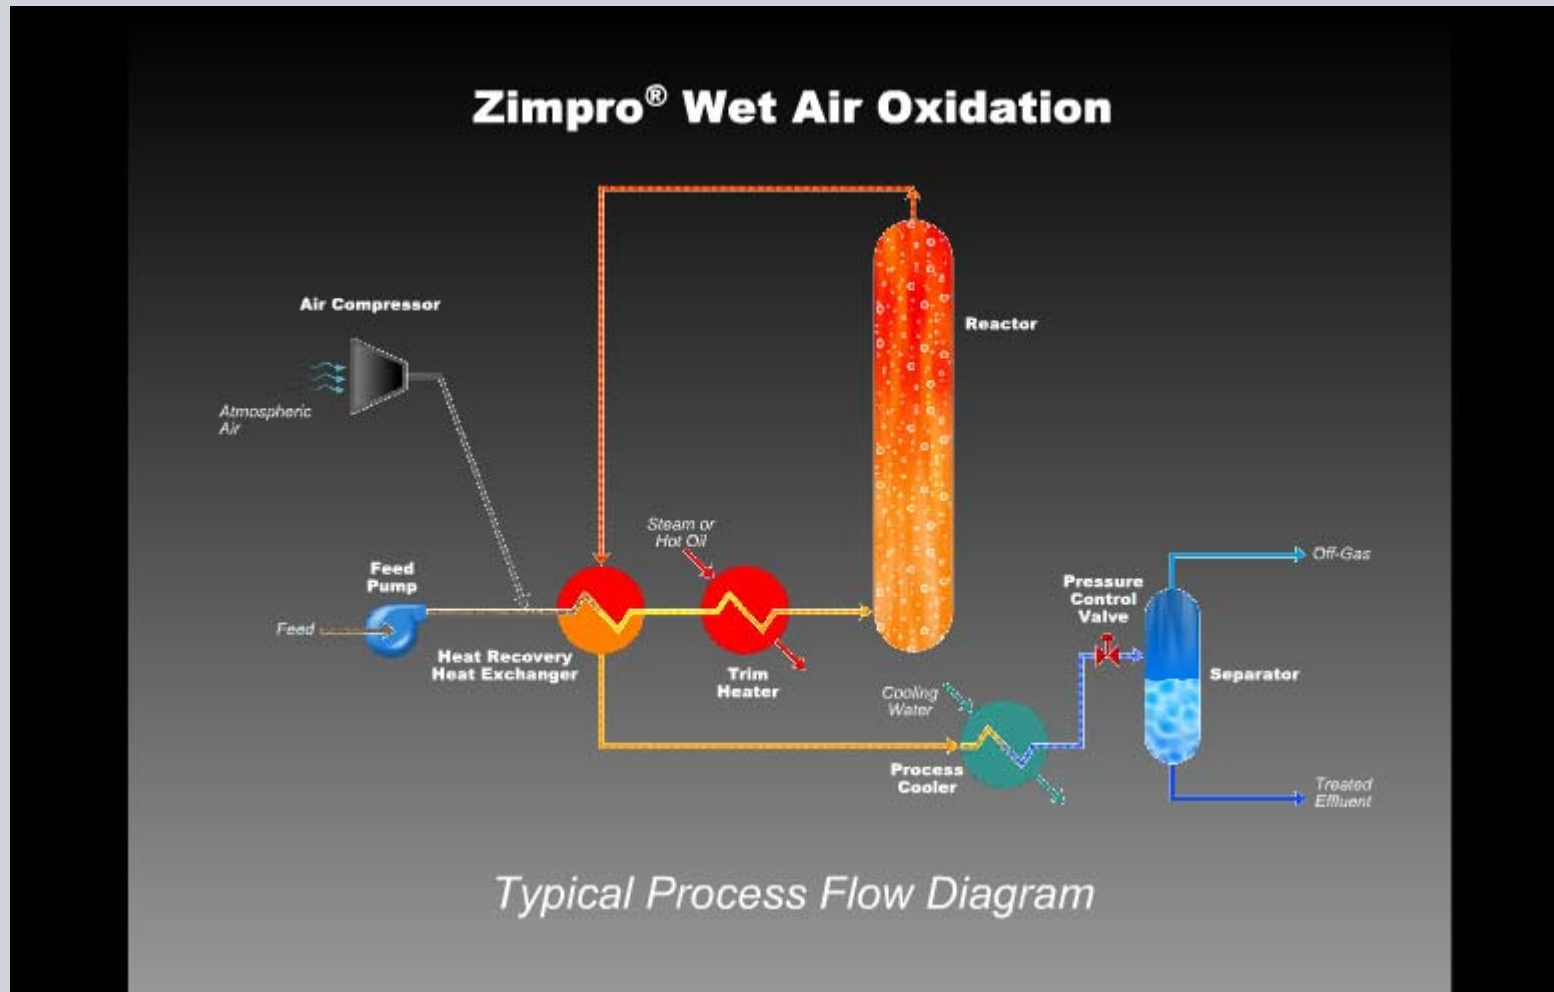 Zimpro® Wet Air Oxidation
Air Compressor
Reactor
Atmospheric
Air
Steam or
Hot Oil
Feed
Pump
Feed
Heat Recovery
Heat Exchanger
Trim
Heater
Pressure
Control
Valve
Off-Gas
Separator
Cooling
Water
Process
Cooler
Treated
Effluent
Typical Process Flow Diagram